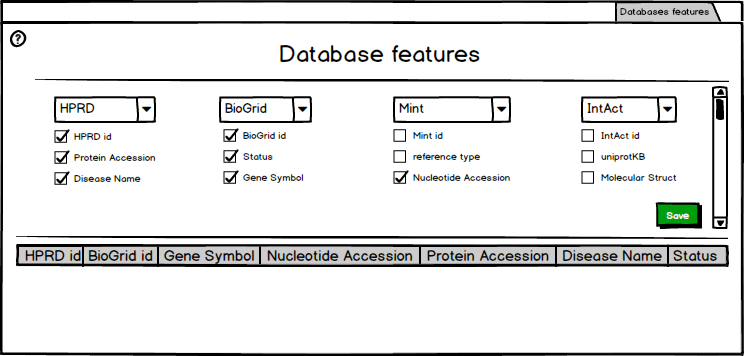 Databases features
?
Database features
HPRD BioGrid Mint IntAct
HPRD id BioGrid id Mint id IntAct id
Protein Accession Status reference type uniprotKB
Disease Name Gene Symbol Nucleotide Accession Molecular Struct
Save
HPRD id BioGrid id Gene Symbol Nucleotide Accession Protein Accession Disease Name Status